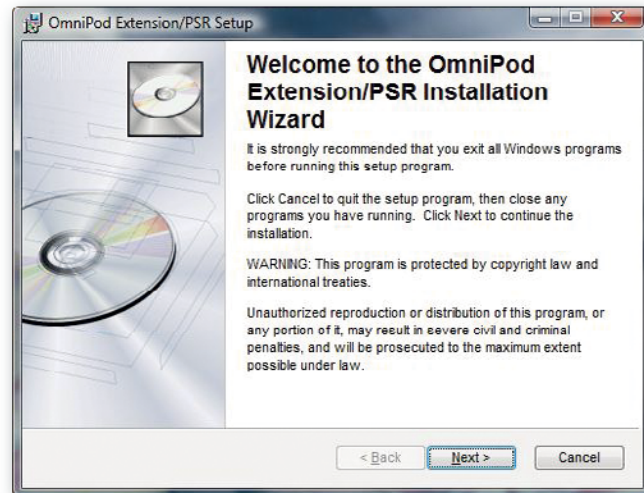 OmniPod Extension/PSR Setup
Welcome to the OmniPod
Extension/PSR Installation
Wizard
It is strongly recommended that you exit all Windows programs
before running this setup program.
Click Cancel to quit the setup program, then close any
programs you have running. Click Next to continue the
installation.
WARNING: This program is protected by copyright law and
international treaties.
Unauthorized reproduction or distribution of this program, or
any portion of it, may result in severe civil and criminal
penalties, and will be prosecuted to the maximum extent
possible under law.
< Back
Next >
Cancel